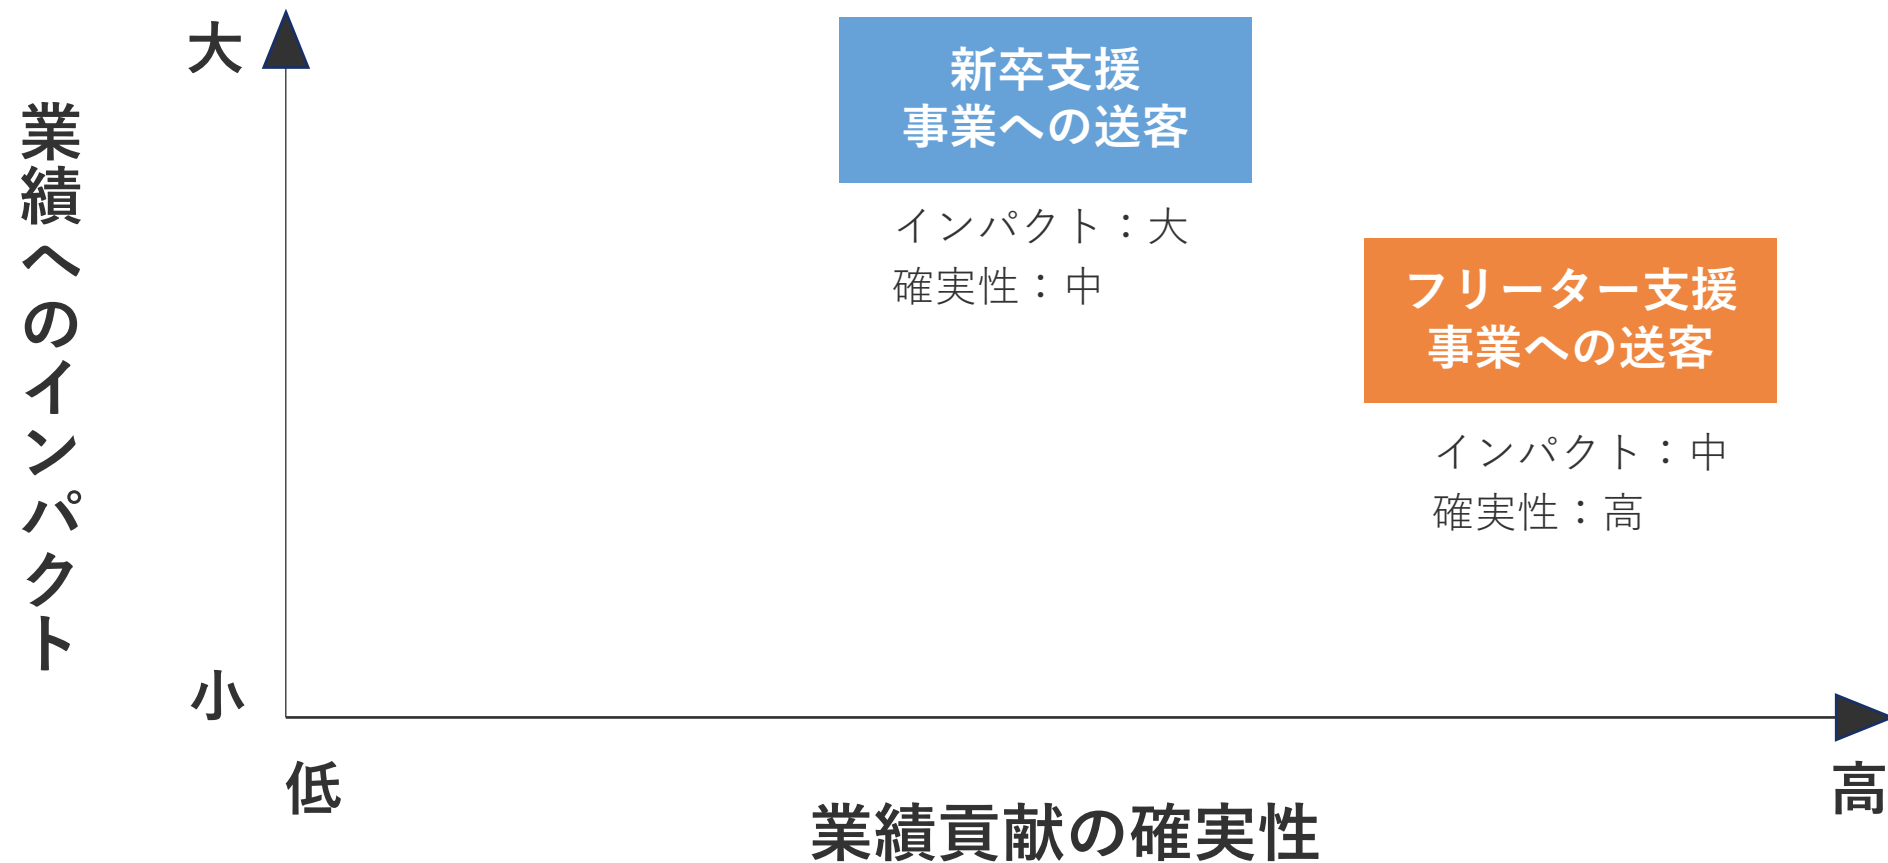 大
業績へのインパクト
小
新卒支援
事業への送客
インパクト：大
確実性：中
フリーター支援
事業への送客
インパクト：中
確実性：高
低
高
業績貢献の確実性